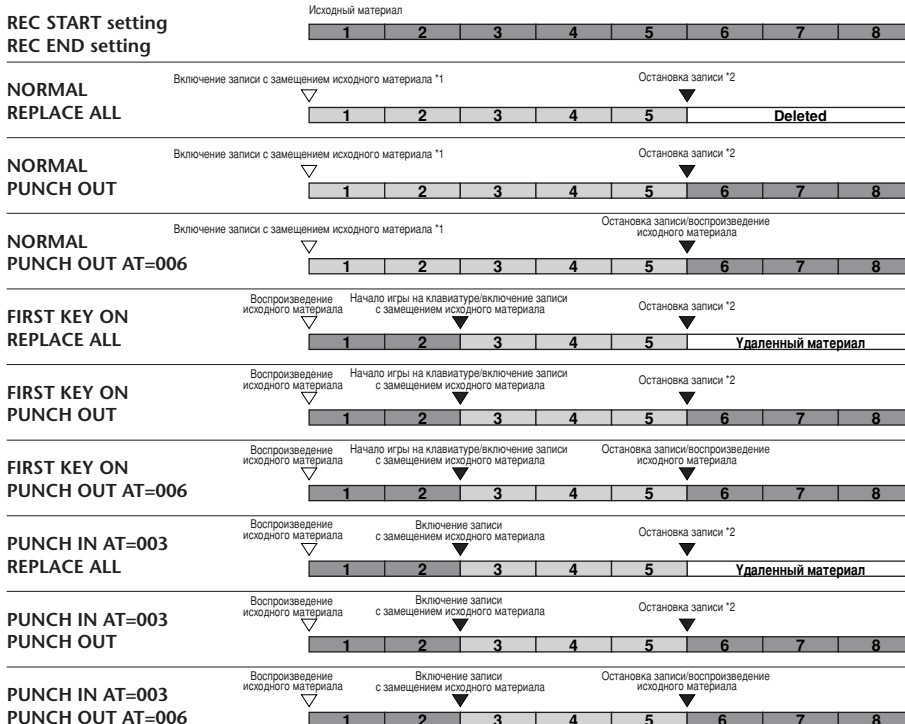 Исходный материал
REC START setting
REC END setting
1 2 3 4 5 6 7 8
NORMAL
REPLACE ALL
Включение записи с замещением исходного материала *1
Остановка записи *2
1 2 3 4 5 Deleted
NORMAL
PUNCH OUT
Включение записи с замещением исходного материала *1
Остановка записи *2
1 2 3 4 5 6 7 8
NORMAL
PUNCH OUT AT=006
Включение записи с замещением исходного материала *1
Остановка записи/воспроизведение
исходного материала
1 2 3 4 5 6 7 8
FIRST KEY ON
REPLACE ALL
Воспроизведение
исходного материала
Начало игры на клавиатуре/включение записи
с замещением исходного материала
Остановка записи *2
1 2 3 4 5 Yдаленный материал
FIRST KEY ON
PUNCH OUT
Воспроизведение
исходного материала
Начало игры на клавиатуре/включение записи
с замещением исходного материала
Остановка записи *2
1 2 3 4 5 6 7 8
FIRST KEY ON
PUNCH OUT AT=006
Воспроизведение
исходного материала
Начало игры на клавиатуре/включение записи
с замещением исходного материала
Остановка записи/воспроизведение
исходного материала
1 2 3 4 5 6 7 8
PUNCH IN AT=003
REPLACE ALL
Воспроизведение
исходного материала
Включение записи
с замещением исходного материала
Остановка записи *2
1 2 3 4 5 Yдаленный материал
PUNCH IN AT=003
PUNCH OUT
Воспроизведение
исходного материала
Включение записи
с замещением исходного материала
Остановка записи *2
1 2 3 4 5 6 7 8
PUNCH IN AT=003
PUNCH OUT AT=006
Воспроизведение
исходного материала
Включение записи
с замещением исходного материала
Остановка записи/воспроизведение
исходного материала
1 2 3 4 5 6 7 8